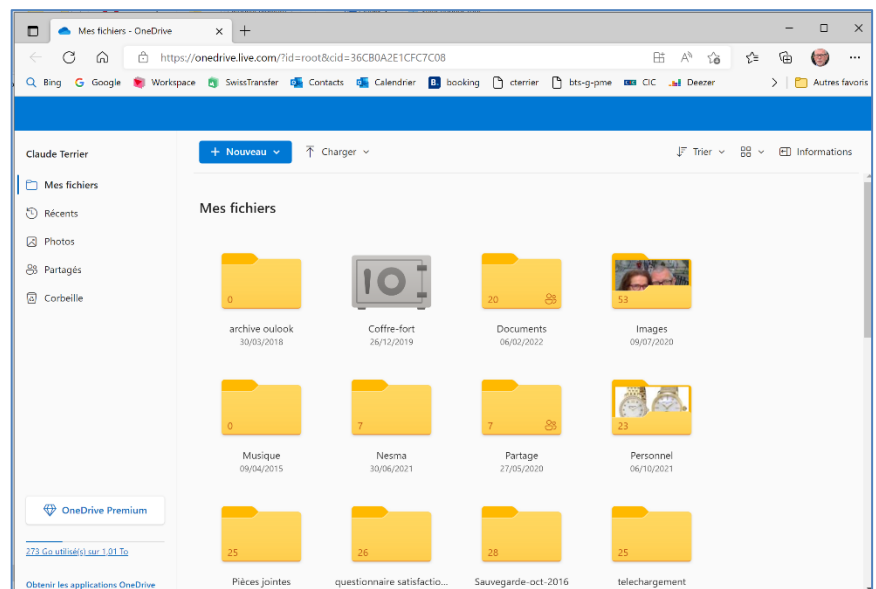 Mes fichiers - OneDrive
https://onedrive.live.com/?id=root&cid=36CB0A2E1CFC7C08
Bing Google Workspace SwissTransfer Contacts Calendrier B. booking cterrier bts-g-pme CIC Deezer Autres favoris
Claude Terrier
+ Nouveau Charger Trier Informations
Mes fichiers
Récents
Photos
Partagés
Corbeille
Mes fichiers
0 20 53
archive oulook Coffre-fort Documents Images
30/03/2018 26/12/2019 06/02/2022 09/07/2020
0 7 7 23
Musique Nesma Partage Personnel
09/04/2015 30/06/2021 27/05/2020 06/10/2021
OneDrive Premium
273 Go utilisé(s) sur 1,01 To
Obtenir les applications OneDrive
25 26 28 25
Pièces jointes questionnaire satisfactio... Sauvegarde-oct-2016 telechargement